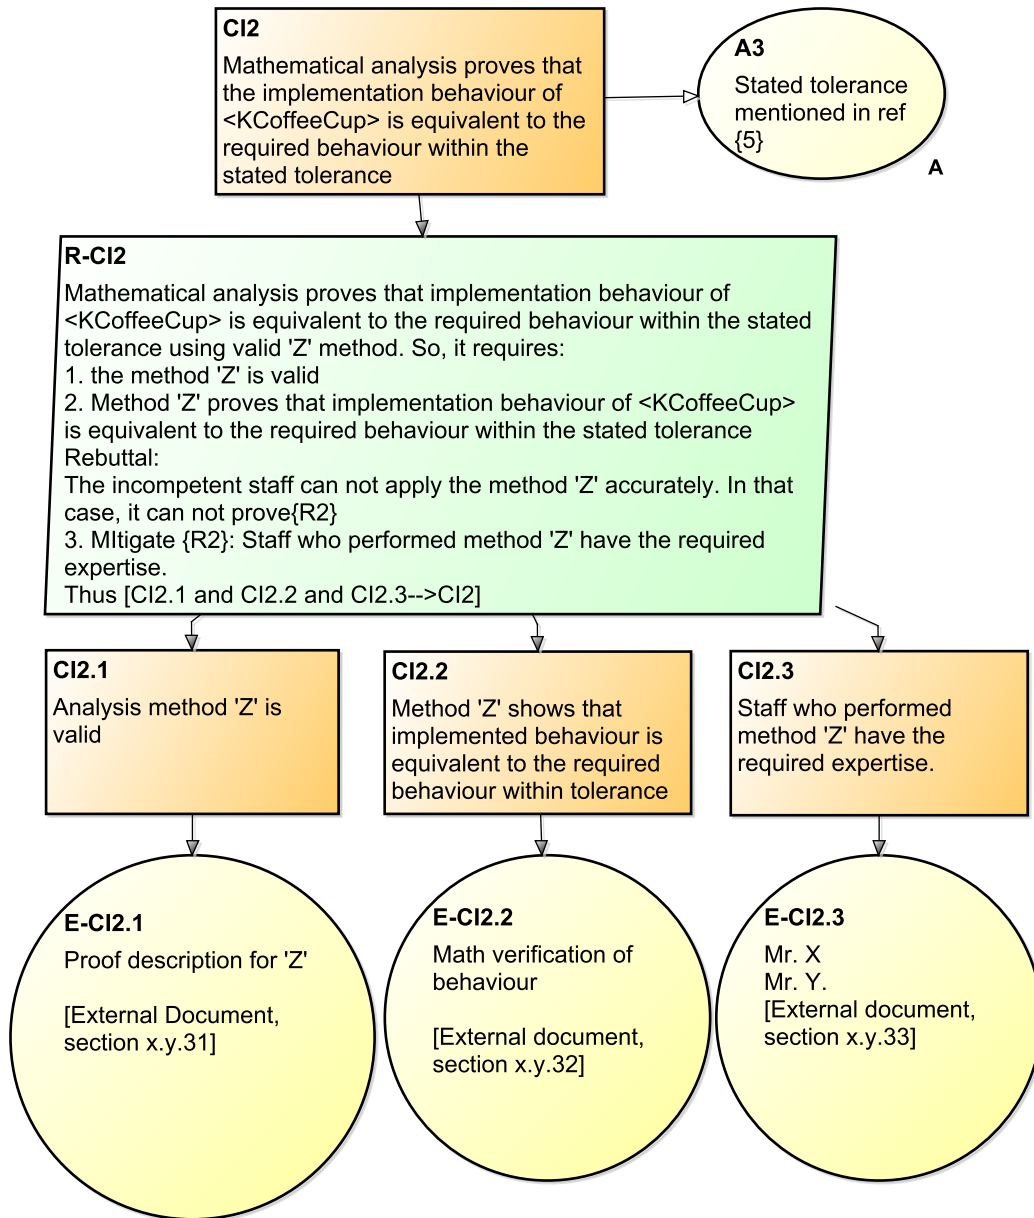 CI2
Mathematical analysis proves that
the implementation behaviour of
<KCoffeeCup> is equivalent to the
required behaviour within the
stated tolerance
A3
Stated tolerance
mentioned in ref
{5}
A
R-CI2
Mathematical analysis proves that implementation behaviour of
<KCoffeeCup> is equivalent to the required behaviour within the stated
tolerance using valid 'Z' method. So, it requires:
1. the method 'Z' is valid
2. Method 'Z' proves that implementation behaviour of <KCoffeeCup>
is equivalent to the required behaviour within the stated tolerance
Rebuttal:
The incompetent staff can not apply the method 'Z' accurately. In that
case, it can not prove{R2}
3. MItigate {R2}: Staff who performed method 'Z' have the required
expertise.
Thus [CI2.1 and CI2.2 and CI2.3-->CI2]
CI2.1
Analysis method 'Z' is
valid
CI2.2
Method 'Z' shows that
implemented behaviour is
equivalent to the required
behaviour within tolerance
CI2.3
Staff who performed
method 'Z' have the
required expertise.
E-CI2.1
Proof description for 'Z'
[External Document,
section x.y.31]
E-CI2.2
Math verification of
behaviour
[External document,
section x.y.32]
E-CI2.3
Mr. X
Mr. Y.
[External document,
section x.y.33]